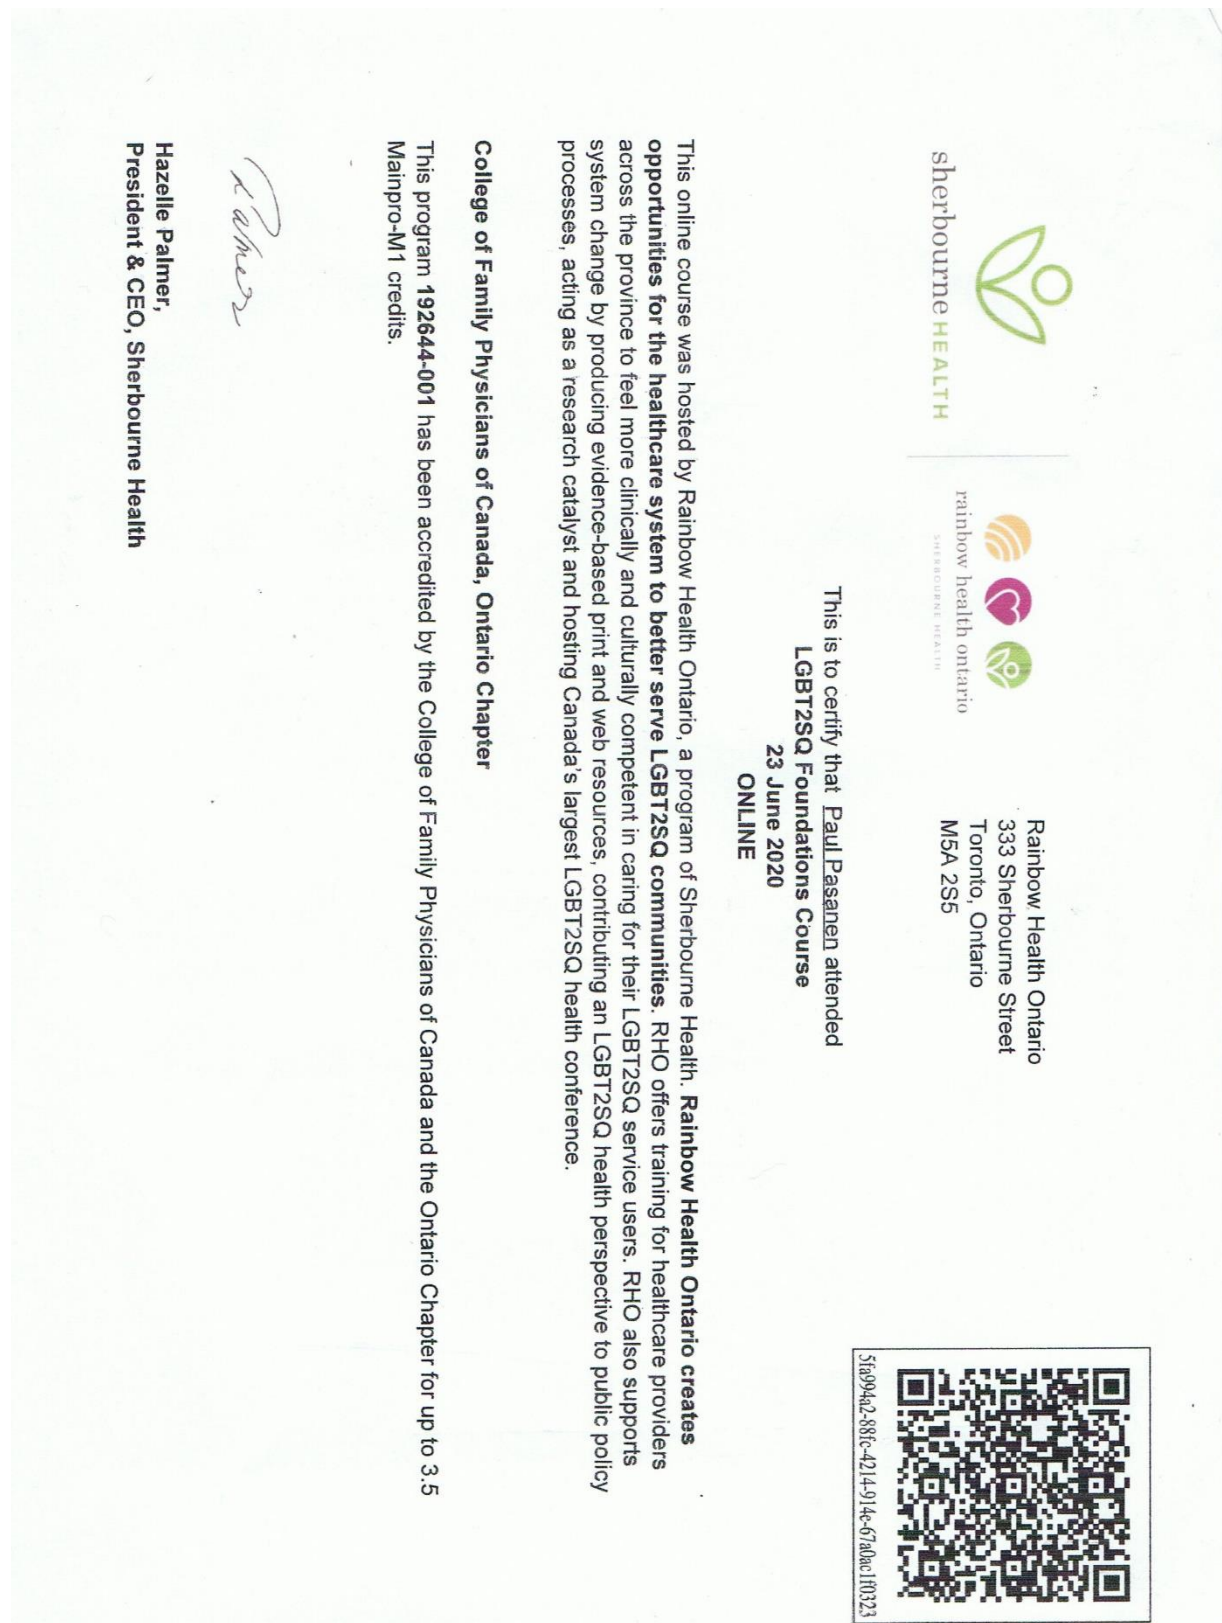 sherbourne HEALTH
rainbow health ontario
SHERBOURNE HEALTH
Rainbow Health Ontario
333 Sherbourne Street
Toronto, Ontario
M5A 2S5
5fa994a2-88fc-4214-914e-67a0ac1f0323
This is to certify that Paul Pasanen attended
LGBT2SQ Foundations Course
23 June 2020
ONLINE
This online course was hosted by Rainbow Health Ontario, a program of Sherbourne Health. Rainbow Health Ontario creates
opportunities for the healthcare system to better serve LGBT2SQ communities. RHO offers training for healthcare providers
across the province to feel more clinically and culturally competent in caring for their LGBT2SQ service users. RHO also supports
system change by producing evidence-based print and web resources, contributing an LGBT2SQ health perspective to public policy
processes, acting as a research catalyst and hosting Canada's largest LGBT2SQ health conference.
College of Family Physicians of Canada, Ontario Chapter
This program 192644-001 has been accredited by the College of Family Physicians of Canada and the Ontario Chapter for up to 3.5
Mainpro-M1 credits.
Hazelle Palmer,
President & CEO, Sherbourne Health